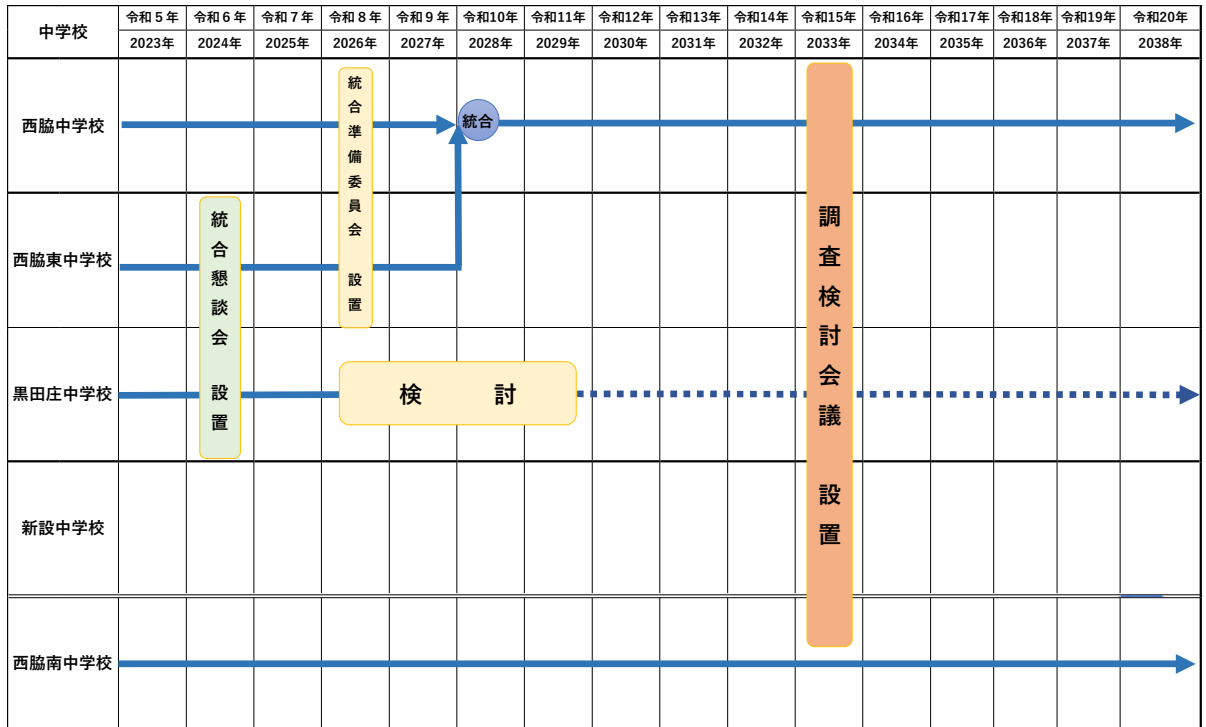 中学校
令和５年 令和６年 令和７年 令和８年 令和９年 令和10年 令和11年 令和12年 令和13年 令和14年 令和15年 令和16年 令和17年 令和18年 令和19年 令和20年
2023年 2024年 2025年 2026年 2027年 2028年 2029年 2030年 2031年 2032年 2033年 2034年 2035年 2036年 2037年 2038年
西脇中学校
統合準備委員会 設置
統合
西脇東中学校
統合懇談会 設置
調査検討会議 設置
黒田庄中学校
検 討
新設中学校
西脇南中学校